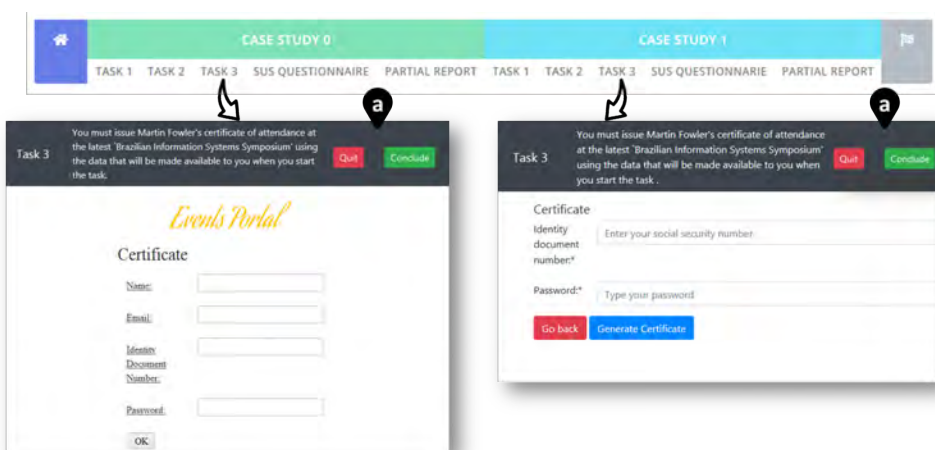 CASE STUDY 0
CASE STUDY 1
TASK 1 TASK 2 TASK 3 SUS QUESTIONNAIRE PARTIAL REPORT TASK 1 TASK 2 TASK 3 SUS QUESTIONNARIE PARTIAL REPORT
a
a
Task 3
You must issue Martin Fowler's certificate of attendance at
the latest 'Brazilian Information Systems Symposium' using
the data that will be made available to you when you start
the task.
Quit
Conclude
Events Portal
Certificate
Name:
Email:
Identity
Document
Number:
Password:
OK
Task 3
You must issue Martin Fowler's certificate of attendance
at the latest 'Brazilian Information Systems Symposium'
using the data that will be made available to you when
you start the task .
Quit
Conclude
Certificate
Identity
document
number:*
Enter your social security number
Password:*
Type your password
Go back
Generate Certificate